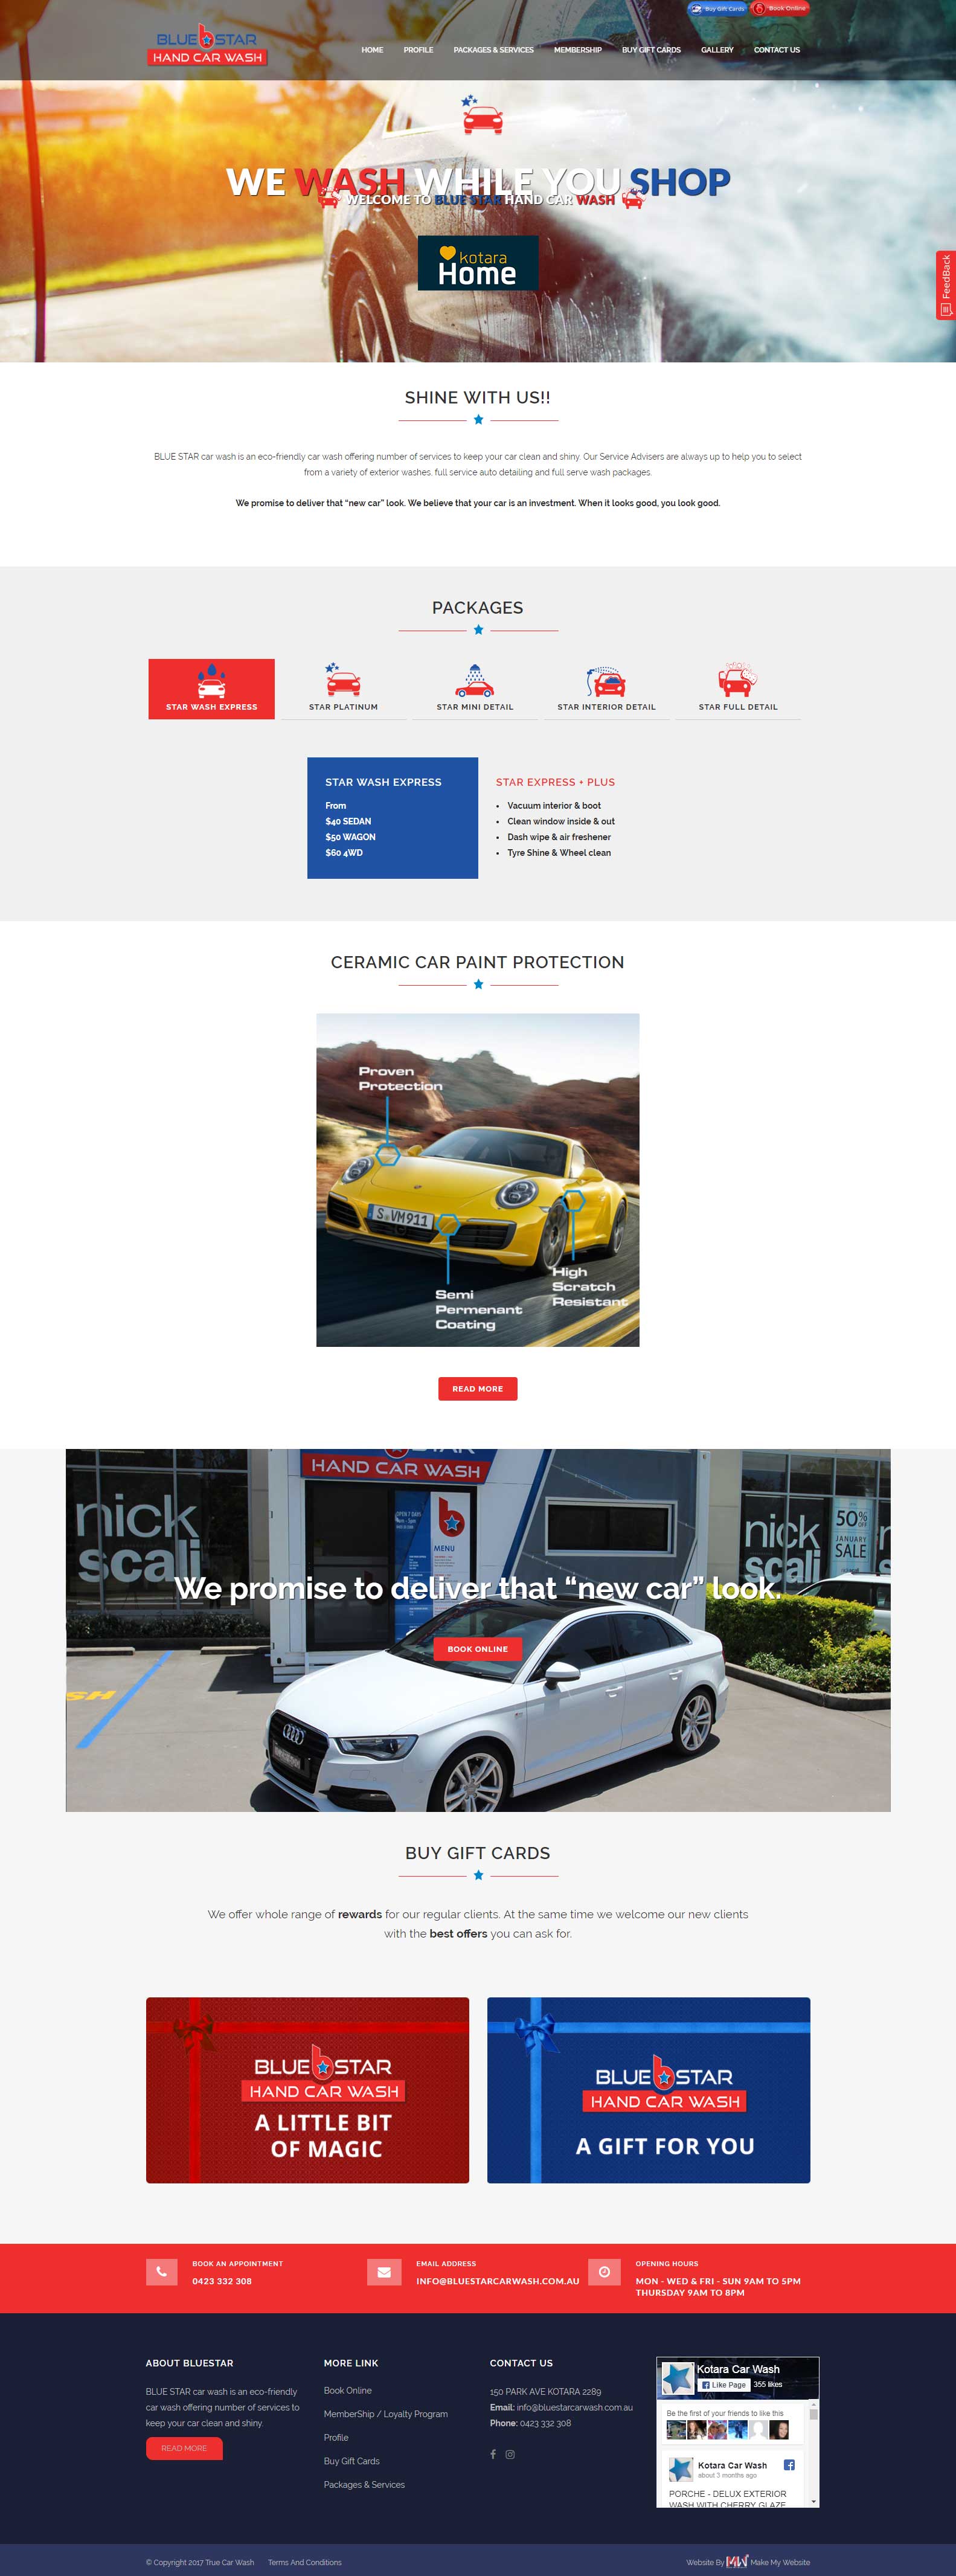 Buy Gift Cards
Book Online
BLUE STAR
HAND CAR WASH
HOME
PROFILE
PACKAGES & SERVICES
MEMBERSHIP
BUY GIFT CARDS
GALLERY
CONTACT US
WE WASH WHILE YOU SHOP
WELCOME TO BLUE STAR HAND CAR WASH
kotara
Home
FeedBack
SHINE WITH US!!
BLUE STAR car wash is an eco-friendly car wash offering number of services to keep your car clean and shiny. Our Service Advisers are always up to help you to select
from a variety of exterior washes, full service auto detailing and full serve wash packages.
We promise to deliver that “new car” look. We believe that your car is an investment. When it looks good, you look good.
PACKAGES
STAR WASH EXPRESS
STAR PLATINUM
STAR MINI DETAIL
STAR INTERIOR DETAIL
STAR FULL DETAIL
STAR WASH EXPRESS
From
$40 SEDAN
$50 WAGON
$60 4WD
STAR EXPRESS + PLUS
• Vacuum interior & boot
• Clean window inside & out
• Dash wipe & air freshener
• Tyre Shine & Wheel clean
CERAMIC CAR PAINT PROTECTION
Proven
Protection
S VM911
High
Scratch
Resistant
Semi
Permenant
Coating
READ MORE
HAND CAR WASH
nick
scali
OPEN 7 DAYS
MENU
nick
scali
50%
OFF
JANUARY
SALE
We promise to deliver that “new car” look.
BOOK ONLINE
SH
BUY GIFT CARDS
We offer whole range of rewards for our regular clients. At the same time we welcome our new clients
with the best offers you can ask for.
BLUE STAR
HAND CAR WASH
A LITTLE BIT
OF MAGIC
BLUE STAR
HAND CAR WASH
A GIFT FOR YOU
BOOK AN APPOINTMENT
0423 332 308
EMAIL ADDRESS
INFO@BLUESTARCARWASH.COM.AU
OPENING HOURS
MON - WED & FRI - SUN 9AM TO 5PM
THURSDAY 9AM TO 8PM
ABOUT BLUESTAR
BLUE STAR car wash is an eco-friendly
car wash offering number of services to
keep your car clean and shiny.
READ MORE
MORE LINK
Book Online
MemberShip / Loyalty Program
Profile
Buy Gift Cards
Packages & Services
CONTACT US
150 PARK AVE KOTARA 2289
Email: info@bluestarcarwash.com.au
Phone: 0423 332 308
Kotara Car Wash
Like Page
355 likes
Be the first of your friends to like this
Kotara Car Wash
about 3 months ago
PORCHE - DELUX EXTERIOR
WASH WITH CHERRY GLAZE
© Copyright 2017 True Car Wash
Terms And Conditions
Website By MW Make My Website